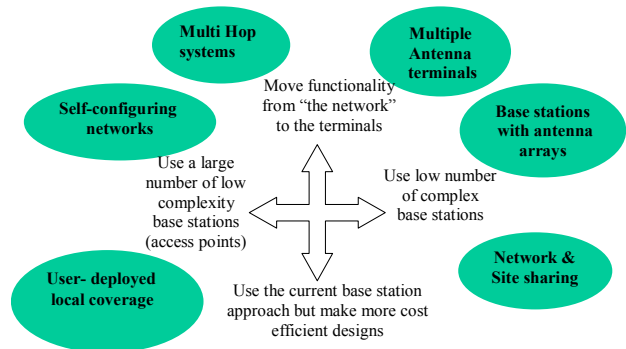 Multi Hop
systems
Multiple
Antenna
terminals
Self-configuring
networks
Move functionality
from “the network”
to the terminals
Base stations
with antenna
arrays
Use a large
number of low
complexity
base stations
(access points)
Use low number
of complex
base stations
User- deployed
local coverage
Network &
Site sharing
Use the current base station
approach but make more cost
efficient designs